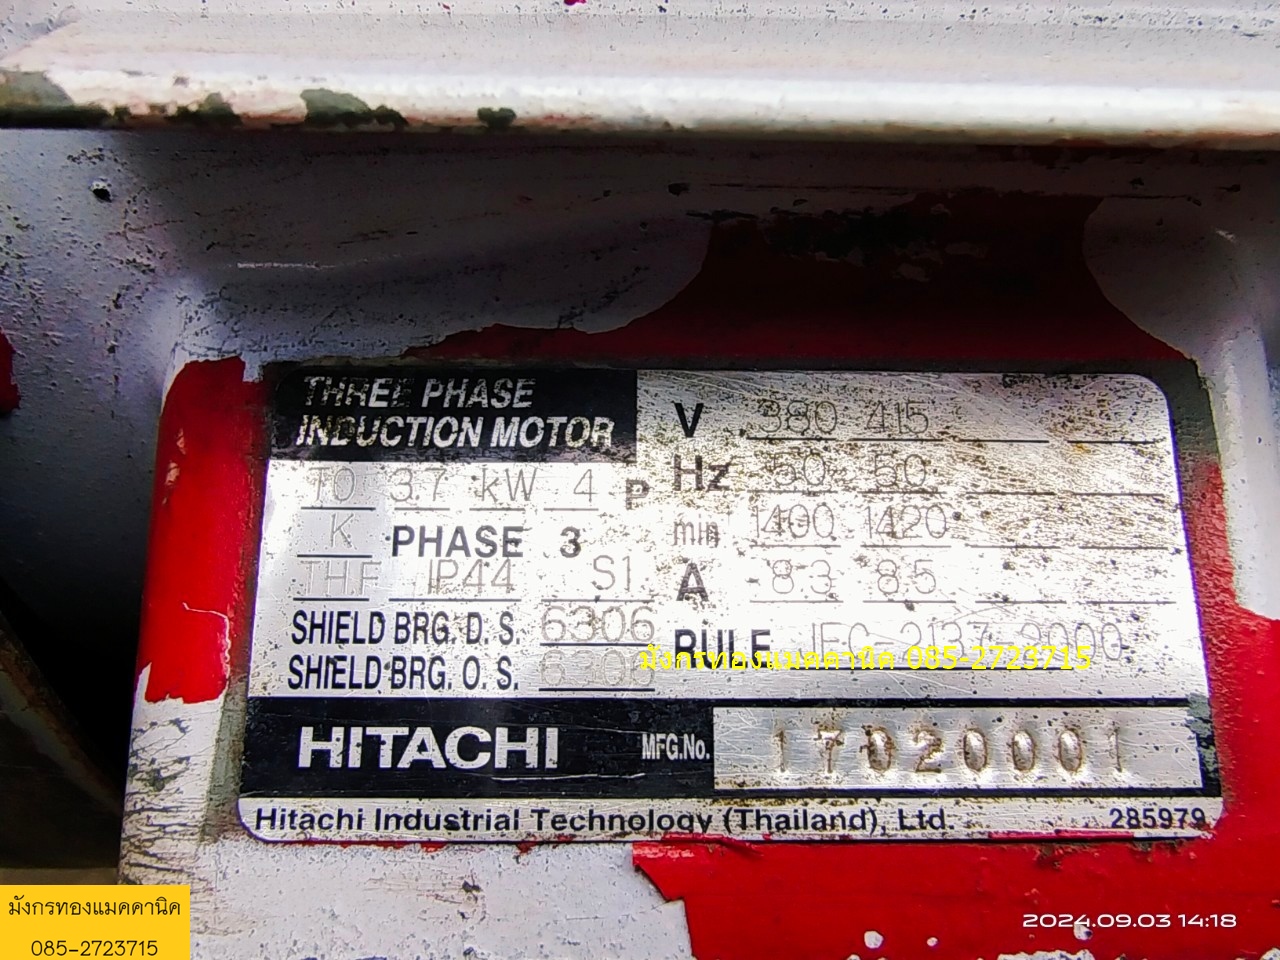 THREE PHASE
INDUCTION MOTOR
TO 3.7 kW 4 P
K PHASE 3
THF IP44 S1
SHIELD BRG. D. S. 6306
SHIELD BRG. O. S.
V 380 415
Hz 50 50
min 1400 1420
A 8.3 8.5
RULE JEC-2137-2000
มังกรทองแมคคานิค 085-2723715
HITACHI MFG.No. 17020001
Hitachi Industrial Technology (Thailand), Ltd. 285979
มังกรทองแมคคานิค
085-2723715
2024.09.03 14:18